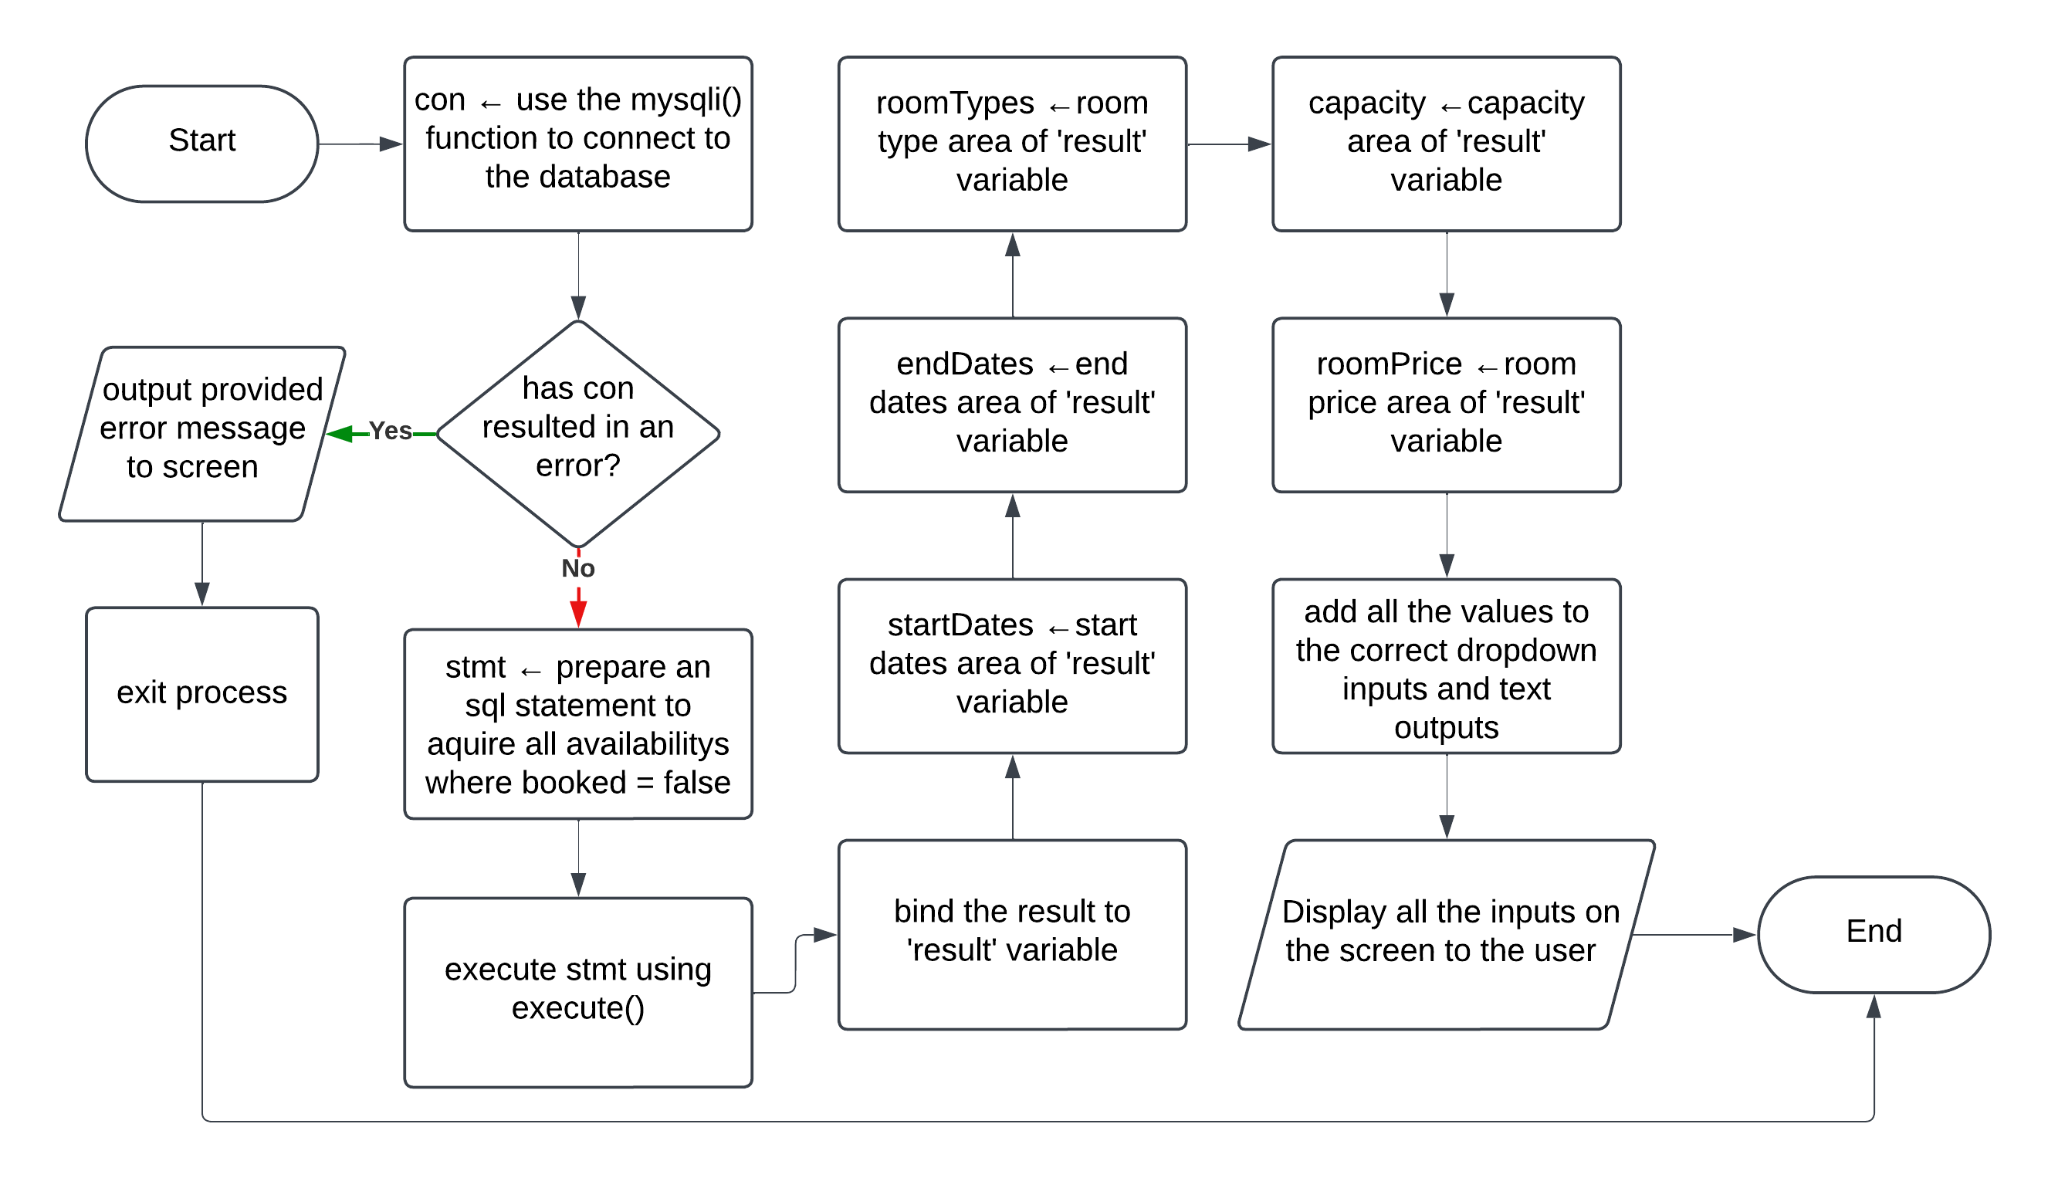 Start
con ← use the mysqli()
function to connect to
the database
has con
resulted in an
error?
Yes
output provided
error message
to screen
exit process
No
stmt ← prepare an
sql statement to
aquire all availabilitys
where booked = false
execute stmt using
execute()
bind the result to
'result' variable
startDates ←start
dates area of 'result'
variable
endDates ←end
dates area of 'result'
variable
roomTypes ←room
type area of 'result'
variable
capacity ←capacity
area of 'result'
variable
roomPrice ←room
price area of 'result'
variable
add all the values to
the correct dropdown
inputs and text
outputs
Display all the inputs on
the screen to the user
End